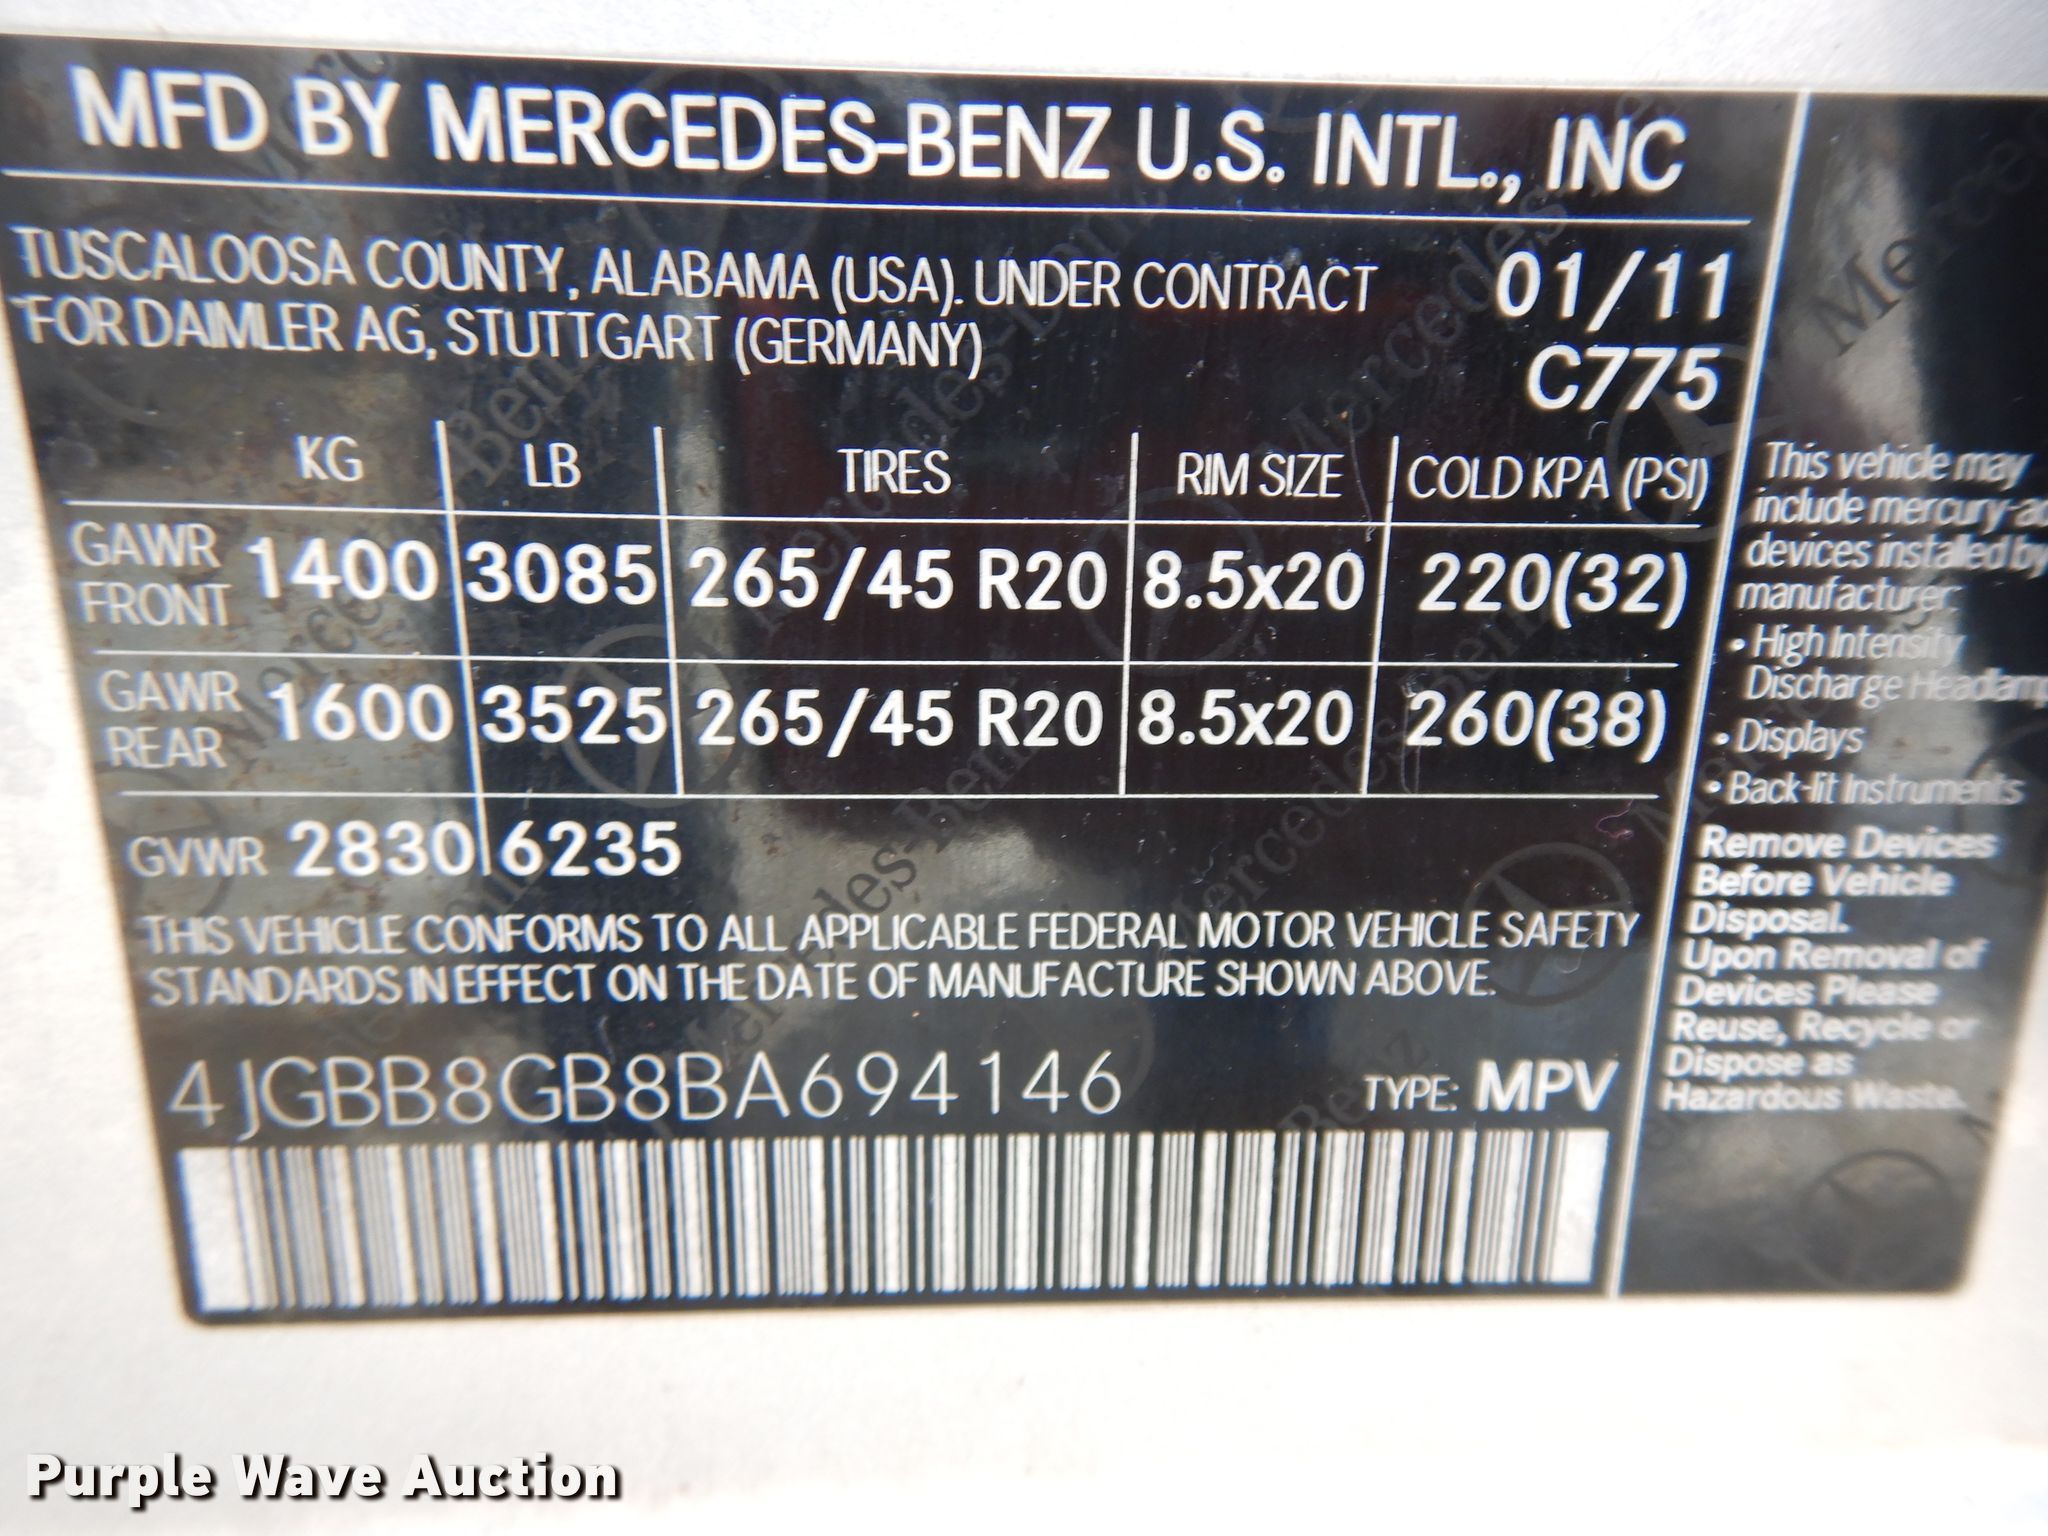 MFD BY MERCEDES-BENZ U.S. INTL., INC
TUSCALOOSA COUNTY, ALABAMA (USA). UNDER CONTRACT
*FOR DAIMLER AG, STUTTGART (GERMANY)
01/11
C775
KG LB TIRES RIM SIZE COLD KPA (PSI)
GAWR FRONT 1400 3085 265/45 R20 8.5x20 220(32)
GAWR REAR 1600 3525 265/45 R20 8.5x20 260(38)
GVWR 2830 6235
THIS VEHICLE CONFORMS TO ALL APPLICABLE FEDERAL MOTOR VEHICLE SAFETY
STANDARDS IN EFFECT ON THE DATE OF MANUFACTURE SHOWN ABOVE.
4JGBB8GB8BA694146 TYPE: MPV
This vehicle may
include mercury-ad
devices installed by
manufacturer:
• High Intensity
Discharge Headlamp
• Displays
• Back-lit Instruments
Remove Devices
Before Vehicle
Disposal.
Upon Removal of
Devices Please
Reuse, Recycle or
Dispose as
Hazardous Waste.
Purple Wave Auction